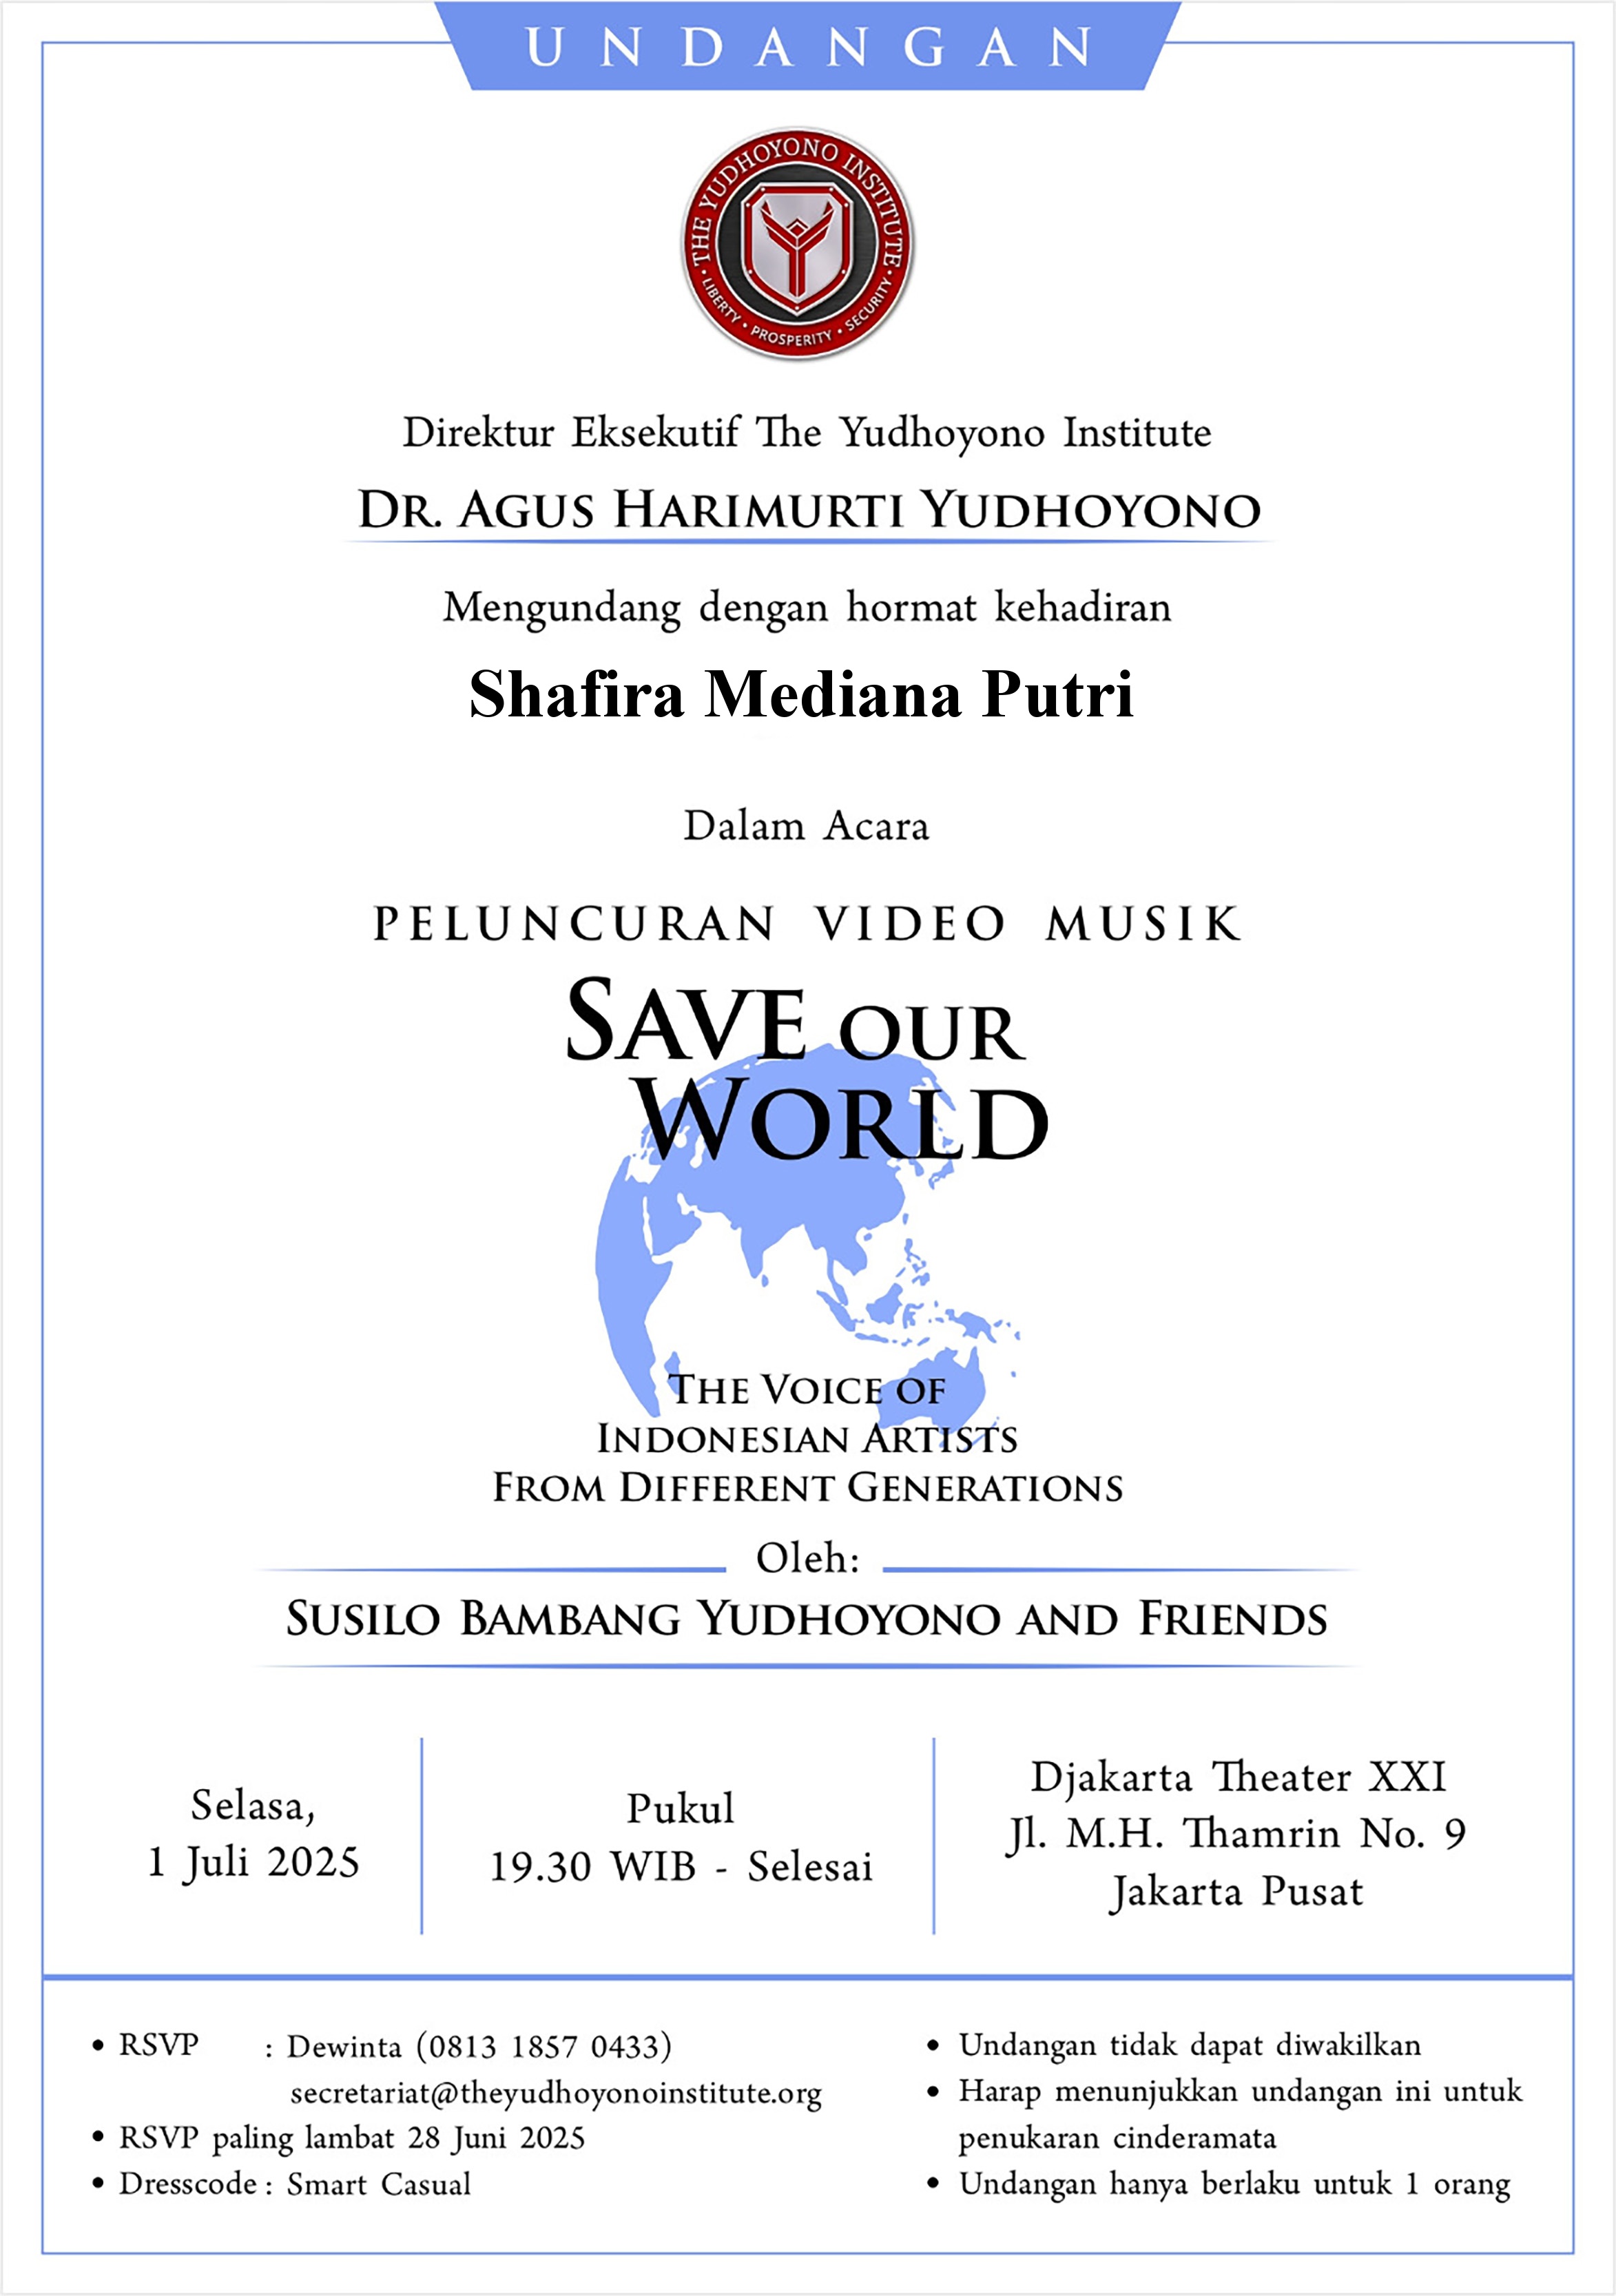 UNDANGAN
THE YUDHOYONO INSTITUTE
LIBERTY • PROSPERITY • SECURITY
Direktur Eksekutif The Yudhoyono Institute
DR. AGUS HARIMURTI YUDHOYONO
Mengundang dengan hormat kehadiran
Shafira Mediana Putri
Dalam Acara
PELUNCURAN VIDEO MUSIK
SAVE OUR
WORLD
THE VOICE OF
INDONESIAN ARTISTS
FROM DIFFERENT GENERATIONS
Oleh:
SUSILO BAMBANG YUDHOYONO AND FRIENDS
Selasa,
1 Juli 2025
Pukul
19.30 WIB - Selesai
Djakarta Theater XXI
Jl. M.H. Thamrin No. 9
Jakarta Pusat
• RSVP : Dewinta (0813 1857 0433)
secretariat@theyudhoyonoinstitute.org
• RSVP paling lambat 28 Juni 2025
• Dresscode : Smart Casual
• Undangan tidak dapat diwakilkan
• Harap menunjukkan undangan ini untuk
penukaran cinderamata
• Undangan hanya berlaku untuk 1 orang